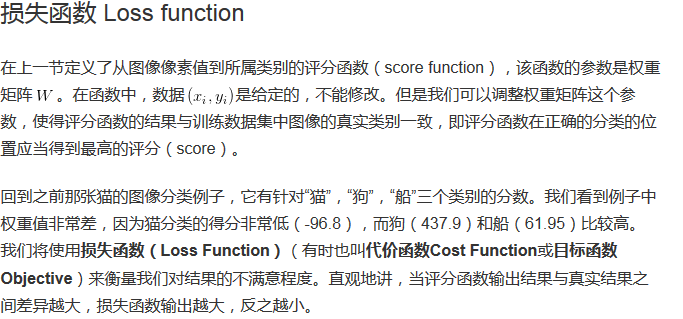 损失函数 Loss function
在上一节定义了从图像像素值到所属类别的评分函数（score function），该函数的参数是权重
矩阵 W 。在函数中，数据 (xᵢ, yᵢ)是给定的，不能修改。但是我们可以调整权重矩阵这个参
数，使得评分函数的结果与训练数据集中图像的真实类别一致，即评分函数在正确的分类的位
置应当得到最高的评分（score）。
回到之前那张猫的图像分类例子，它有针对“猫”，“狗”，“船”三个类别的分数。我们看到例子中
权重值非常差，因为猫分类的得分非常低（-96.8），而狗（437.9）和船（61.95）比较高。
我们将使用损失函数（Loss Function）（有时也叫代价函数Cost Function或目标函数
Objective）来衡量我们对结果的不满意程度。直观地讲，当评分函数输出结果与真实结果之
间差异越大，损失函数输出越大，反之越小。